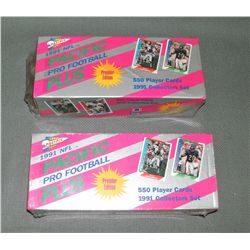 1991 NFL
PACIFIC
PRO FOOTBALL
PLUS
Premier
Edition
550 Player Cards
1991 Collectors Set
1991 NFL
PACIFIC
PRO FOOTBALL
PLUS
Premier
Edition
550 Player Cards
1991 Collectors Set